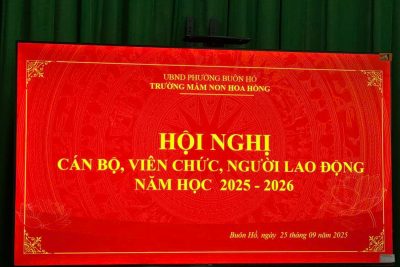 UBND PHƯỜNG BUÔN HỒ
TRƯỜNG MẦM NON HOA HỒNG
HỘI NGHỊ
CÁN BỘ, VIÊN CHỨC, NGƯỜI LAO ĐỘNG
NĂM HỌC 2025 - 2026
Buôn Hồ, ngày 25 tháng 09 năm 2025